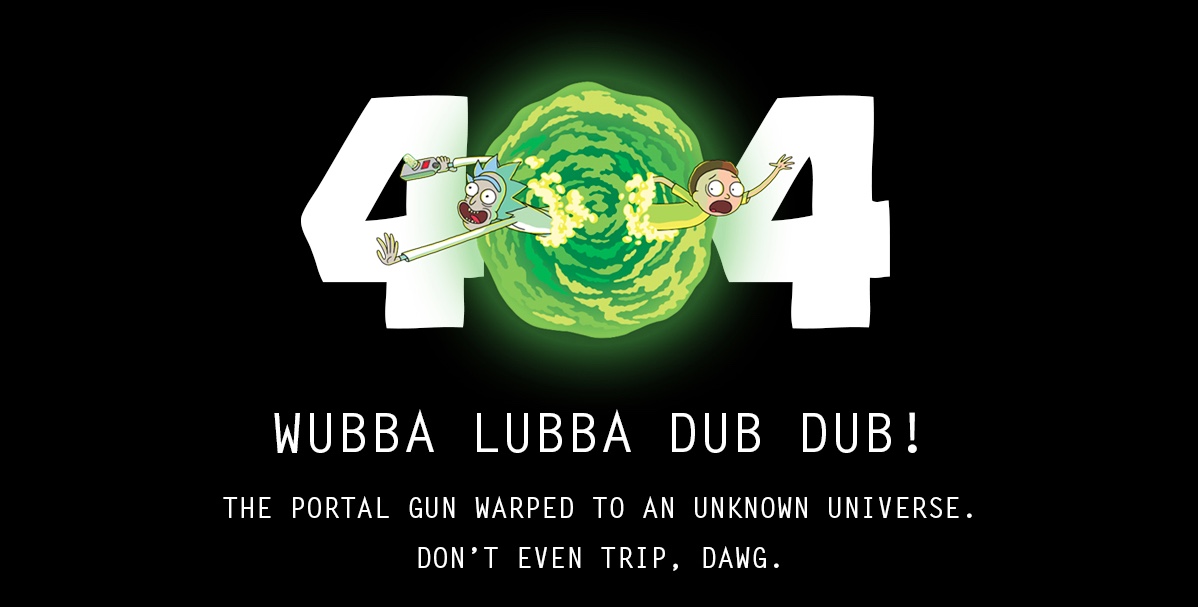 404
WUBBA LUBBA DUB DUB!
THE PORTAL GUN WARPED TO AN UNKNOWN UNIVERSE.
DON'T EVEN TRIP, DAWG.